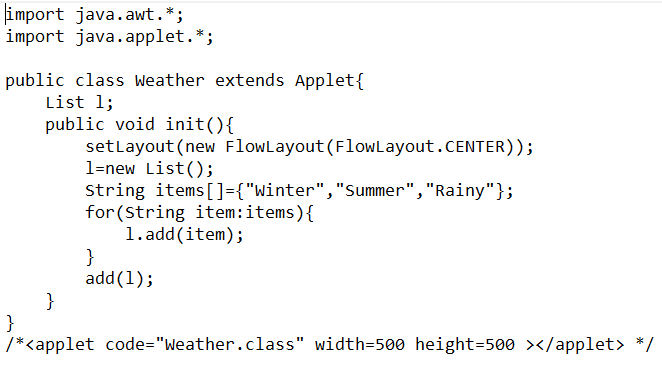 import java.awt.*;
import java.applet.*;

public class Weather extends Applet{
    List l;
    public void init(){
        setLayout(new FlowLayout(FlowLayout.CENTER));
        l=new List();
        String items[]={"Winter","Summer","Rainy"};
        for(String item:items){
            l.add(item);
        }
        add(l);
    }
}
/*<applet code="Weather.class" width=500 height=500 ></applet> */